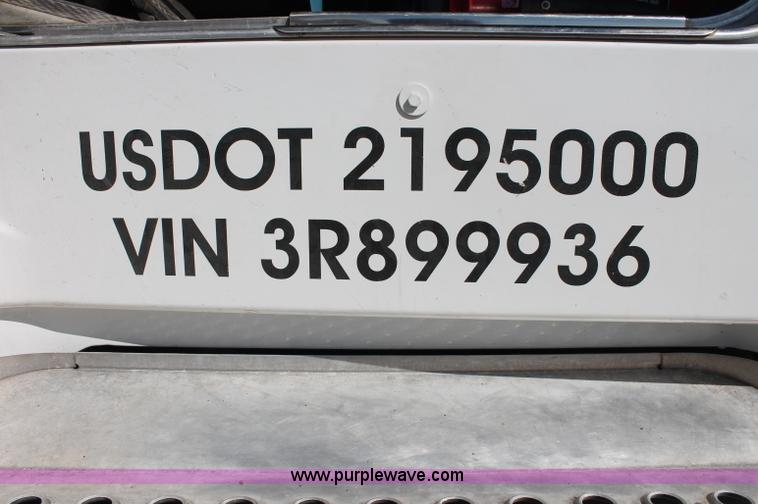 USDOT 2195000
VIN 3R899936
www.purplewave.com